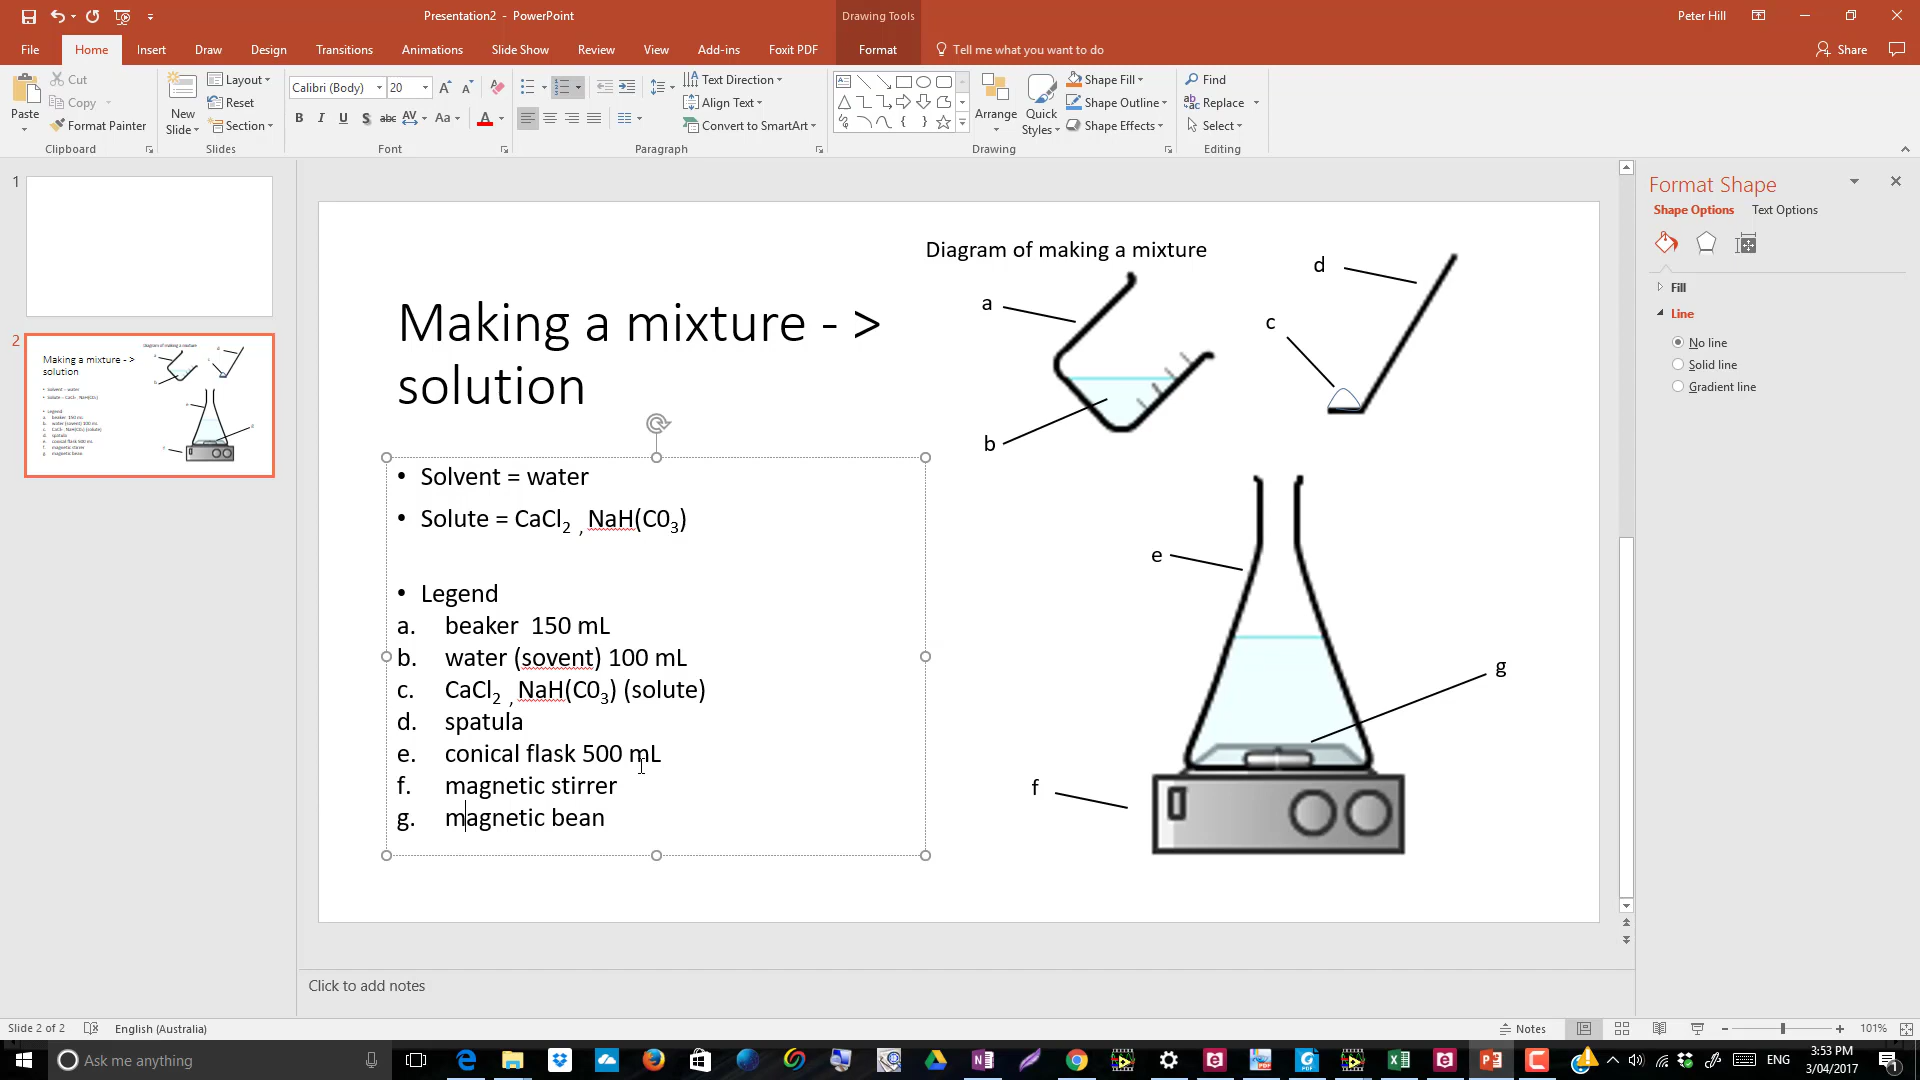 Presentation2 - PowerPoint
Drawing Tools
Peter Hill
File Home Insert Draw Design Transitions Animations Slide Show Review View Add-ins Foxit PDF Format Tell me what you want to do Share
Paste
Cut
Copy
Format Painter
Clipboard
New Slide
Layout
Reset
Section
Slides
Calibri (Body) 20
B I U S abc AV Aa A
Font
Text Direction
Align Text
Convert to SmartArt
Paragraph
Arrange
Quick Styles
Shape Fill
Shape Outline
Shape Effects
Drawing
Find
Replace
Select
Editing
1
2
Making a mixture - >
solution
Diagram of making a mixture
a
b
c
d
e
f
g
• Solvent = water
• Solute = CaCl₂ , NaH(C0₃)
• Legend
a. beaker 150 mL
b. water (sovent) 100 mL
c. CaCl₂ , NaH(C0₃) (solute)
d. spatula
e. conical flask 500 mL
f. magnetic stirrer
g. magnetic bean
Format Shape
Shape Options Text Options
Fill
Line
No line
Solid line
Gradient line
Click to add notes
Slide 2 of 2 English (Australia) Notes 101%
Ask me anything
ENG
3:53 PM
3/04/2017